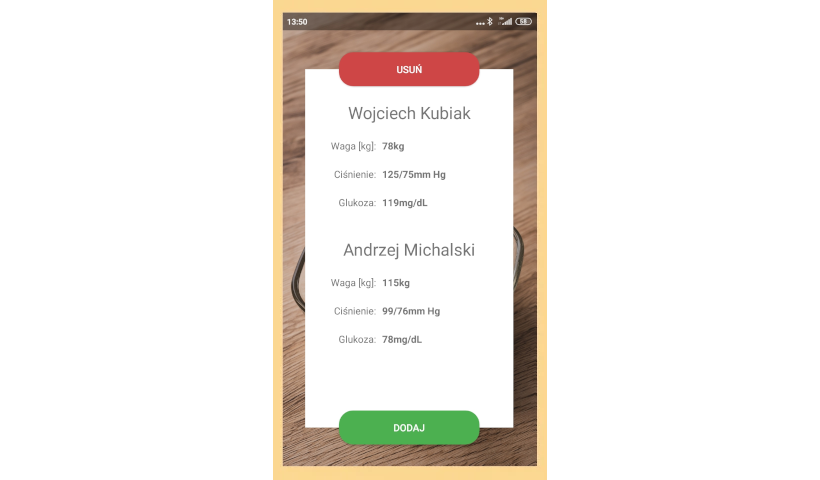 13:50
58
USUŃ
Wojciech Kubiak
Waga [kg]: 78kg
Ciśnienie: 125/75mm Hg
Glukoza: 119mg/dL
Andrzej Michalski
Waga [kg]: 115kg
Ciśnienie: 99/76mm Hg
Glukoza: 78mg/dL
DODAJ